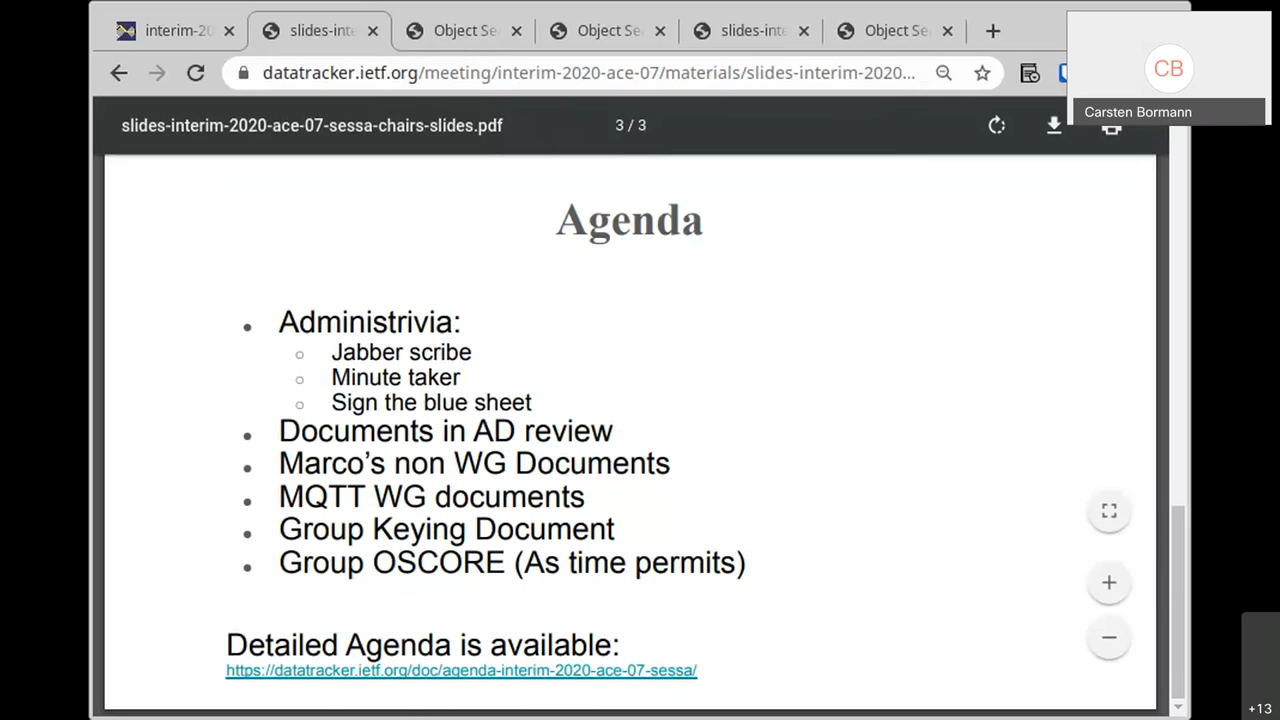 interim-20
slides-inte
Object Se
Object Se
slides-inte
Object Se
datatracker.ietf.org/meeting/interim-2020-ace-07/materials/slides-interim-2020...
CB
Carsten Bormann
slides-interim-2020-ace-07-sessa-chairs-slides.pdf
3 / 3
Agenda
Administrivia:
Jabber scribe
Minute taker
Sign the blue sheet
Documents in AD review
Marco's non WG Documents
MQTT WG documents
Group Keying Document
Group OSCORE (As time permits)
Detailed Agenda is available:
https://datatracker.ietf.org/doc/agenda-interim-2020-ace-07-sessa/
+13